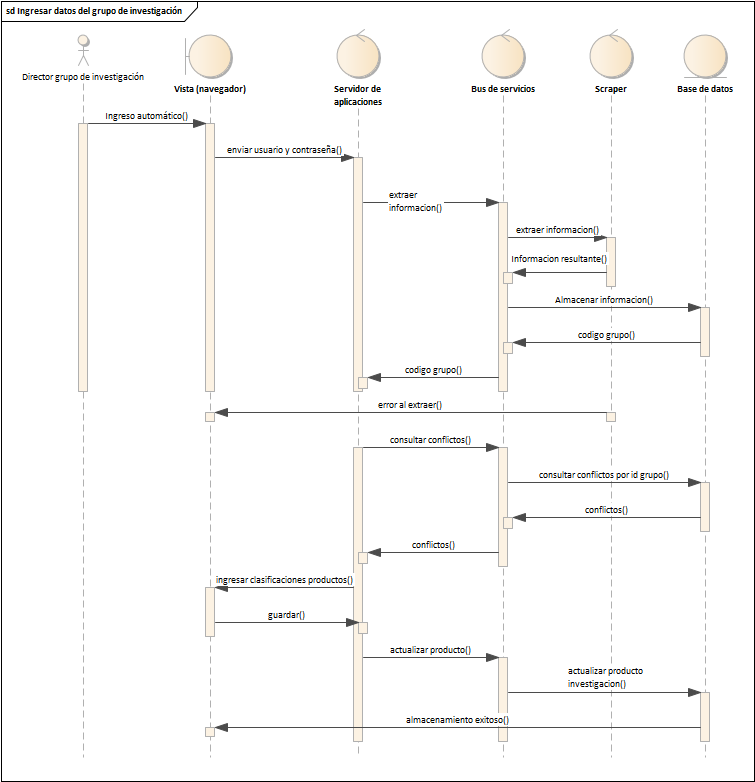 sd Ingresar datos del grupo de investigación
Director grupo de investigación
Vista (navegador)
Servidor de
aplicaciones
Bus de servicios
Scraper
Base de datos
Ingreso automático()
enviar usuario y contraseña()
extraer
informacion()
extraer informacion()
Informacion resultante()
Almacenar informacion()
codigo grupo()
codigo grupo()
error al extraer()
consultar conflictos()
consultar conflictos por id grupo()
conflictos()
conflictos()
ingresar clasificaciones productos()
guardar()
actualizar producto()
actualizar producto
investigacion()
almacenamiento exitoso()